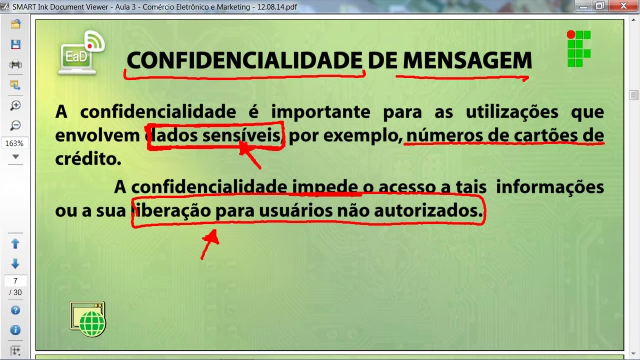 SMART Ink Document Viewer - Aula 3 - Comércio Eletrônico e Marketing - 12.08.14.pdf
EaD
CONFIDENCIALIDADE DE MENSAGEM
A confidencialidade é importante para as utilizações que
envolvem dados sensíveis, por exemplo, números de cartões de
crédito.
A confidencialidade impede o acesso a tais informações
ou a sua liberação para usuários não autorizados.
163%
7
/ 30